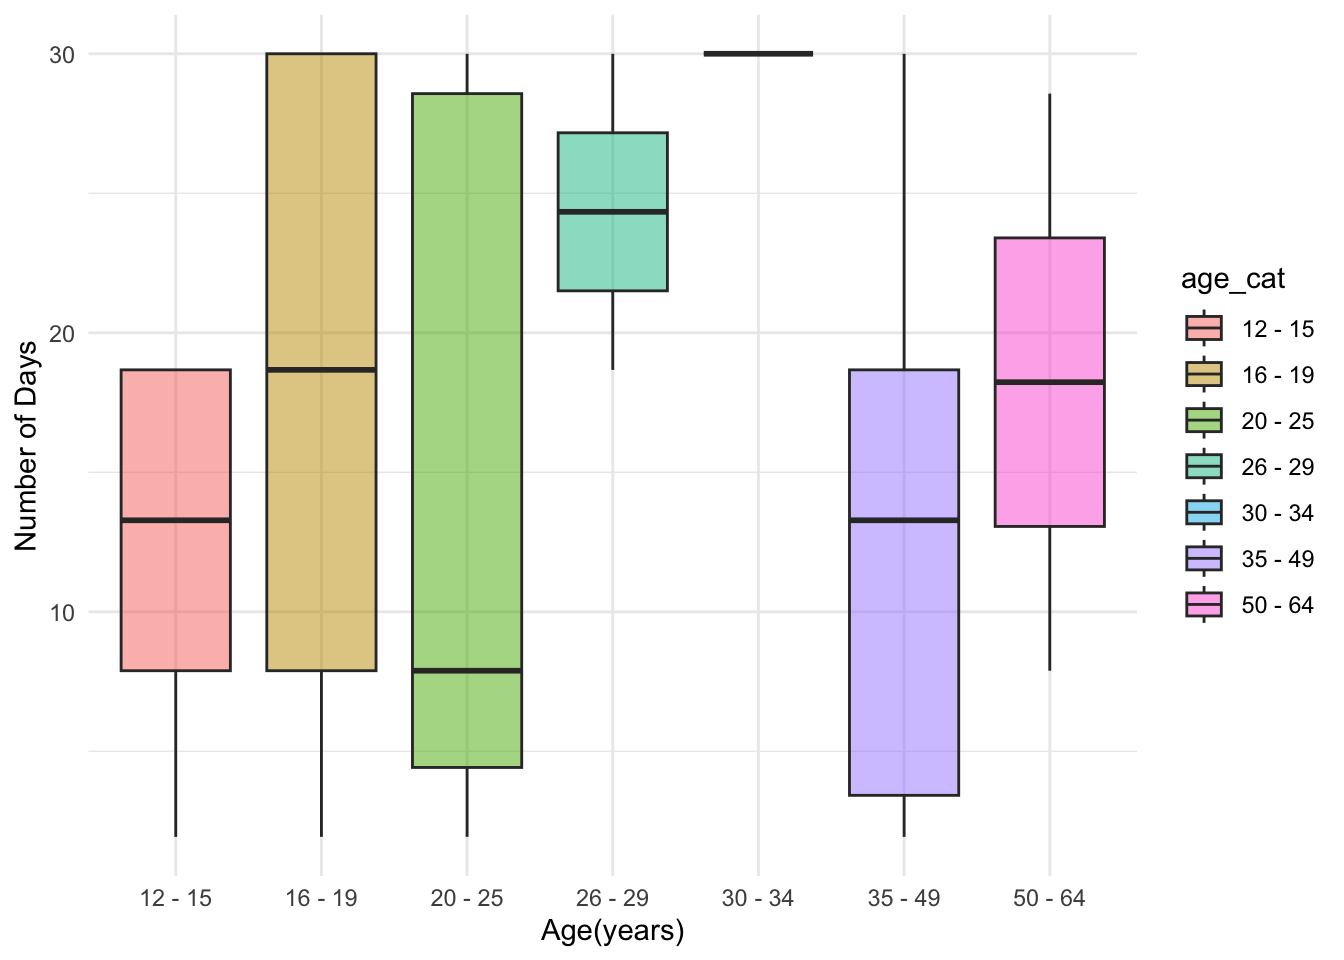 30
20
10
Number of Days
12 - 15
16 - 19
20 - 25
26 - 29
30 - 34
35 - 49
50 - 64
Age(years)
age_cat
12 - 15
16 - 19
20 - 25
26 - 29
30 - 34
35 - 49
50 - 64